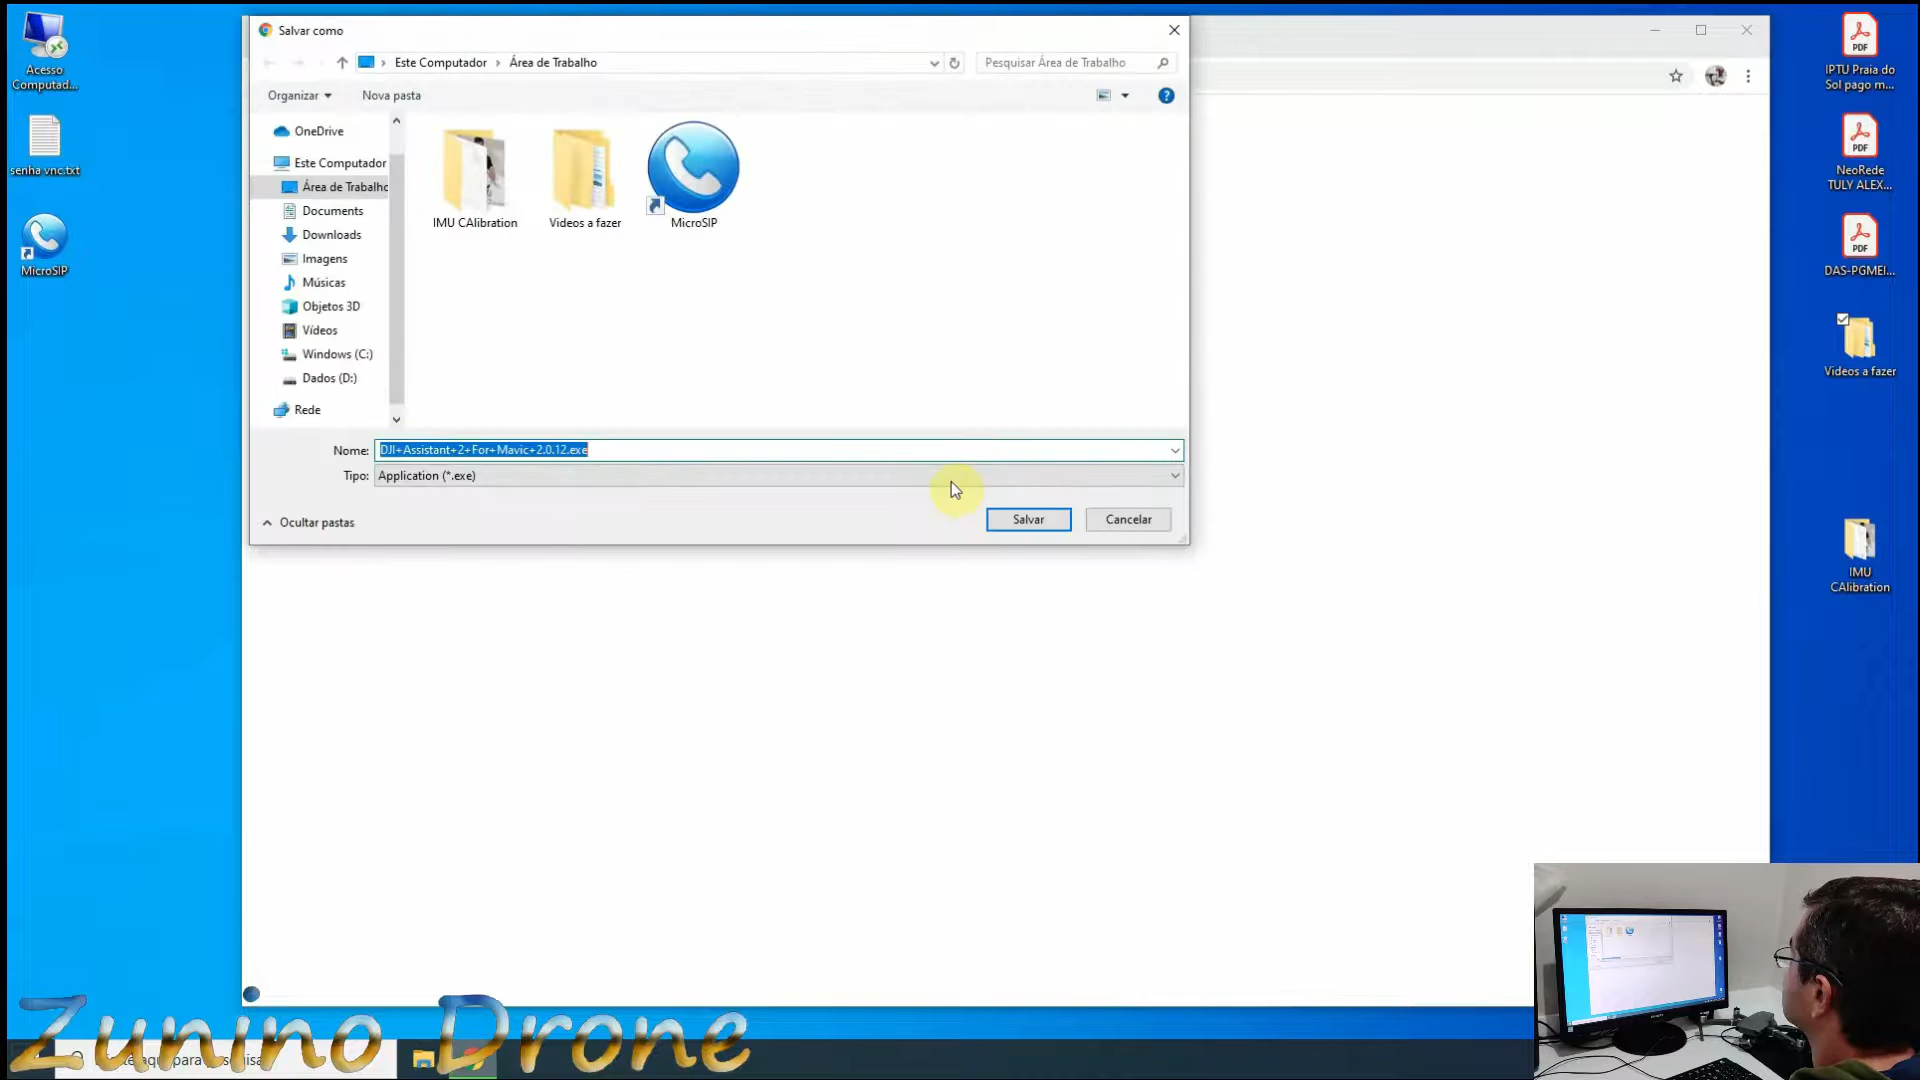 Salvar como
Este Computador > Área de Trabalho
Pesquisar Área de Trabalho
Organizar
Nova pasta
OneDrive
Este Computador
Área de Trabalho
Documents
Downloads
Imagens
Músicas
Objetos 3D
Vídeos
Windows (C:)
Dados (D:)
Rede
IMU CAlibration
Videos a fazer
MicroSIP
Nome: DJI+Assistant+2+For+Mavic+2.0.12.exe
Tipo: Application (*.exe)
Ocultar pastas
Salvar
Cancelar
Acesso
Computad...
senha vnc.txt
MicroSIP
PDF
IPTU Praia do
Sol pago m...
PDF
NeoRede
TULY ALEX...
PDF
DAS-PGMEI...
Videos a fazer
IMU
CAlibration
Zunino Drone